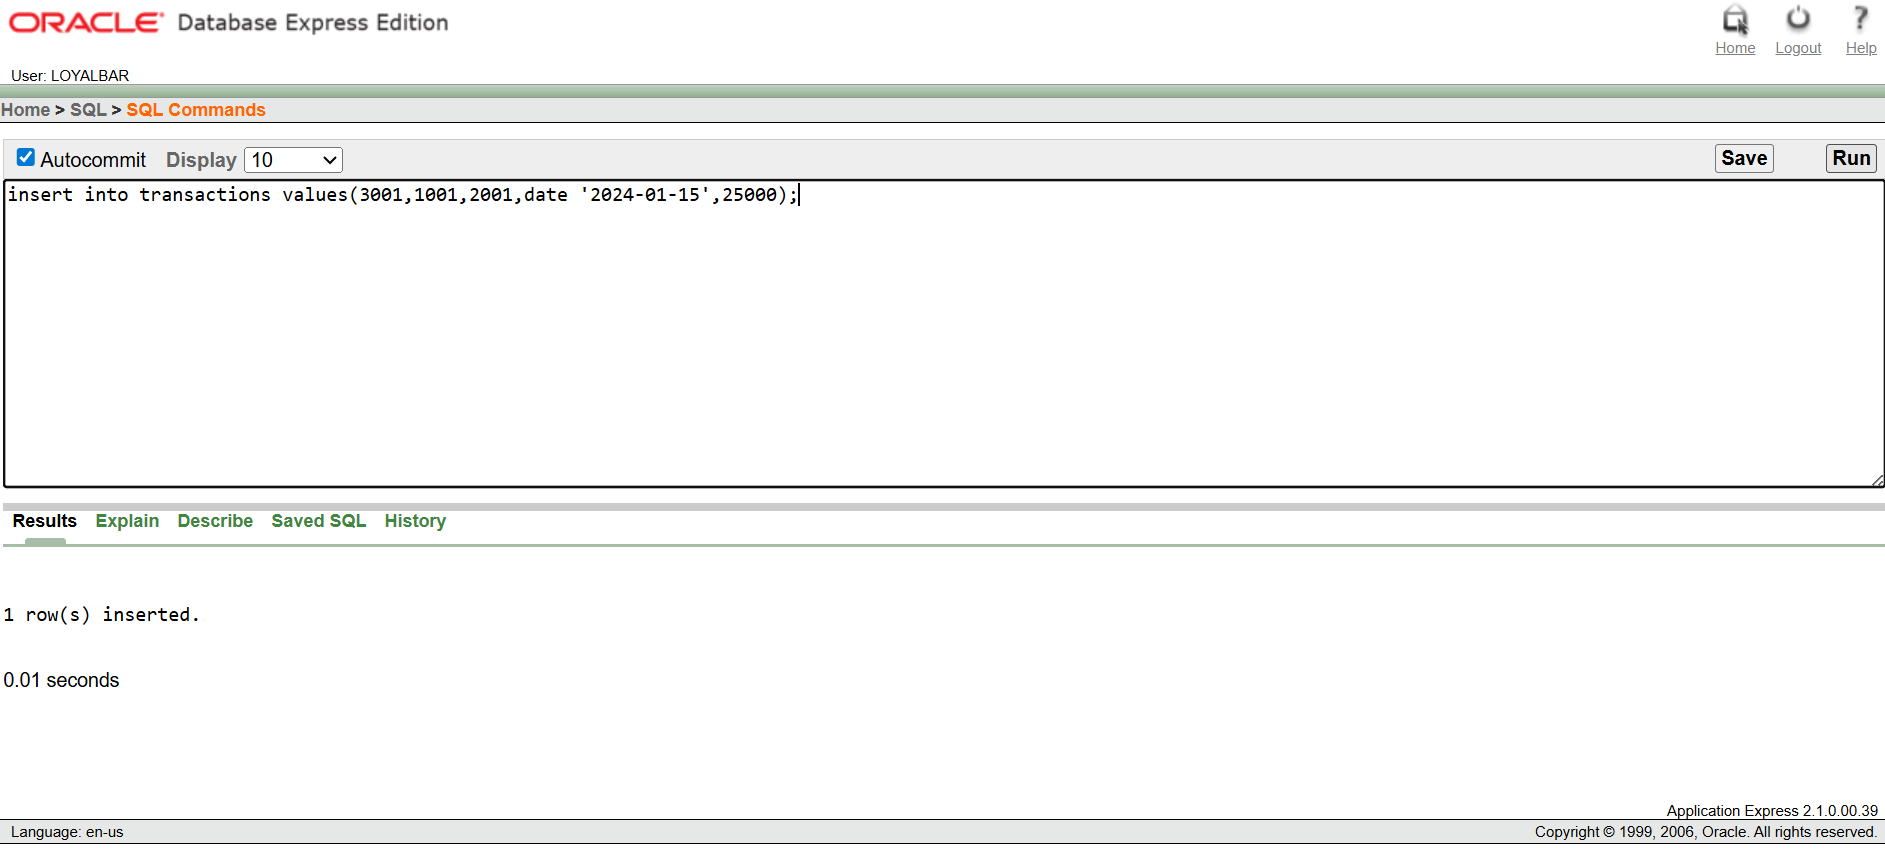 ORACLE Database Express Edition
Home Logout Help
User: LOYALBAR
Home > SQL > SQL Commands
Autocommit Display 10 Save Run
insert into transactions values(3001,1001,2001,date '2024-01-15',25000);
Results Explain Describe Saved SQL History
1 row(s) inserted.
0.01 seconds
Application Express 2.1.0.00.39
Language: en-us Copyright © 1999, 2006, Oracle. All rights reserved.